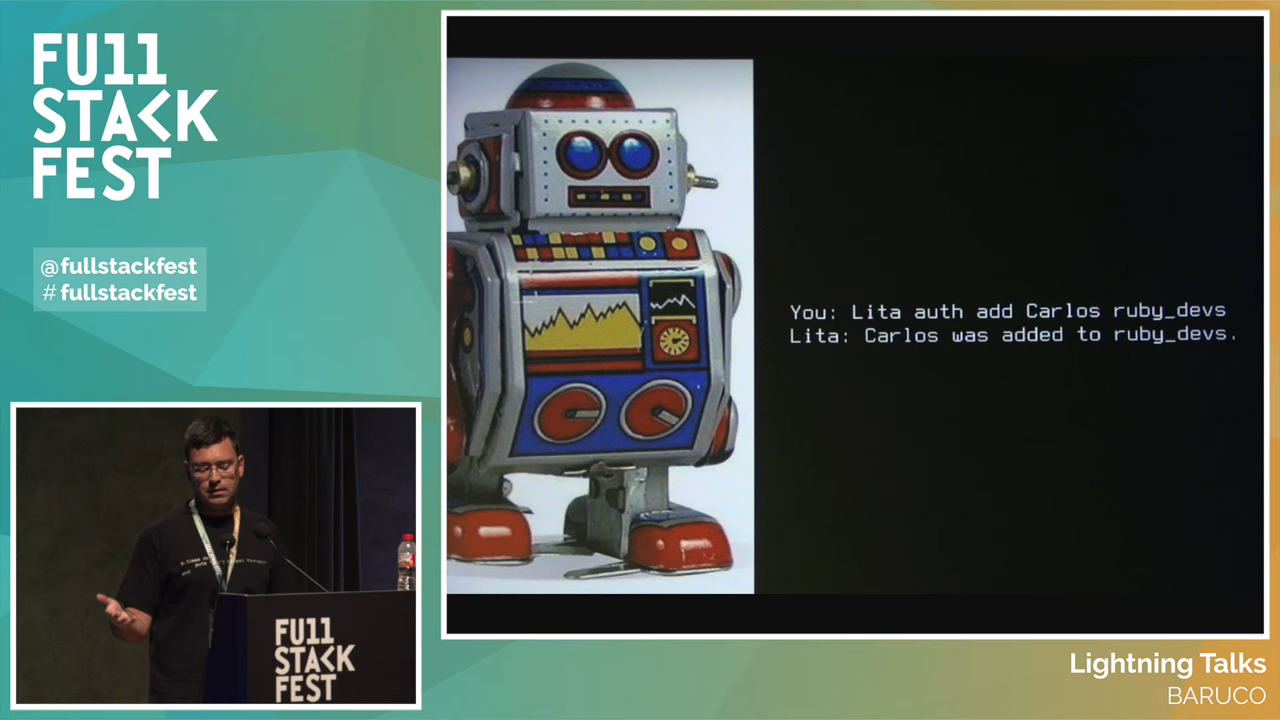 FU11
STACK
FEST
@fullstackfest
# fullstackfest
You: Lita auth add Carlos ruby_devs
Lita: Carlos was added to ruby_devs.
FU11
STACK
FEST
Lightning Talks
BARUCO